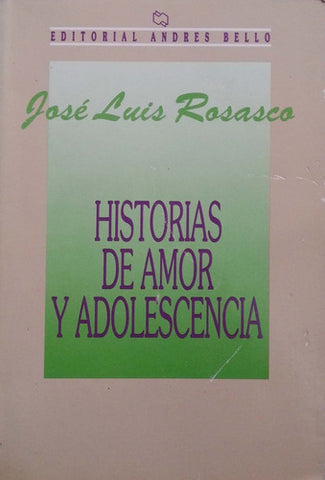 EDITORIAL ANDRES BELLO
José Luis Rosasco
HISTORIAS
DE AMOR
Y ADOLESCENCIA